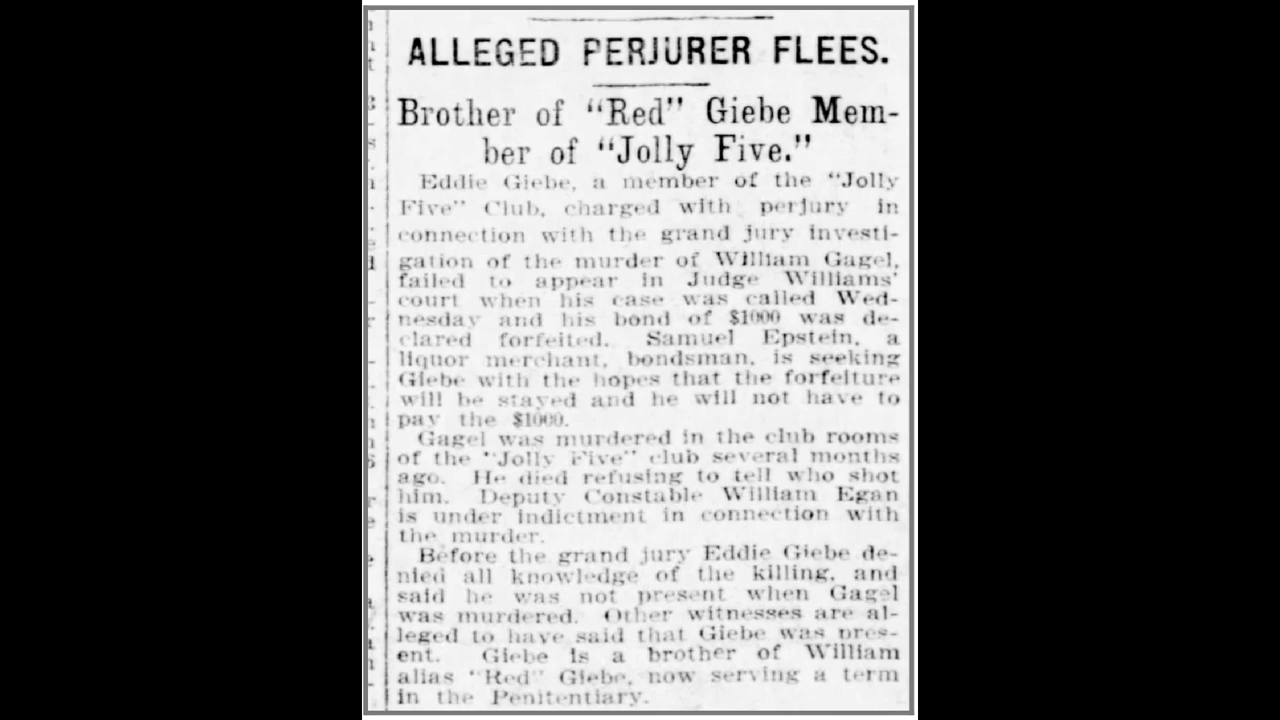 ALLEGED PERJURER FLEES.
Brother of "Red" Giebe Mem-
ber of "Jolly Five."
Eddie Giebe, a member of the "Jolly
Five" Club, charged with perjury in
connection with the grand jury investi-
gation of the murder of William Gagel,
failed to appear in Judge Williams'
court when his case was called Wed-
nesday and his bond of $1000 was de-
clared forfeited. Samuel Epstein, a
liquor merchant, bondsman, is seeking
Giebe with the hopes that the forfeiture
will be stayed and he will not have to
pay the $1000.
Gagel was murdered in the club rooms
of the "Jolly Five" club several months
ago. He died refusing to tell who shot
him. Deputy Constable William Egan
is under indictment in connection with
the murder.
Before the grand jury Eddie Giebe de-
nied all knowledge of the killing, and
said he was not present when Gagel
was murdered. Other witnesses are al-
leged to have said that Giebe was pres-
ent. Giebe is a brother of William
alias "Red" Giebe, now serving a term
in the Penitentiary.